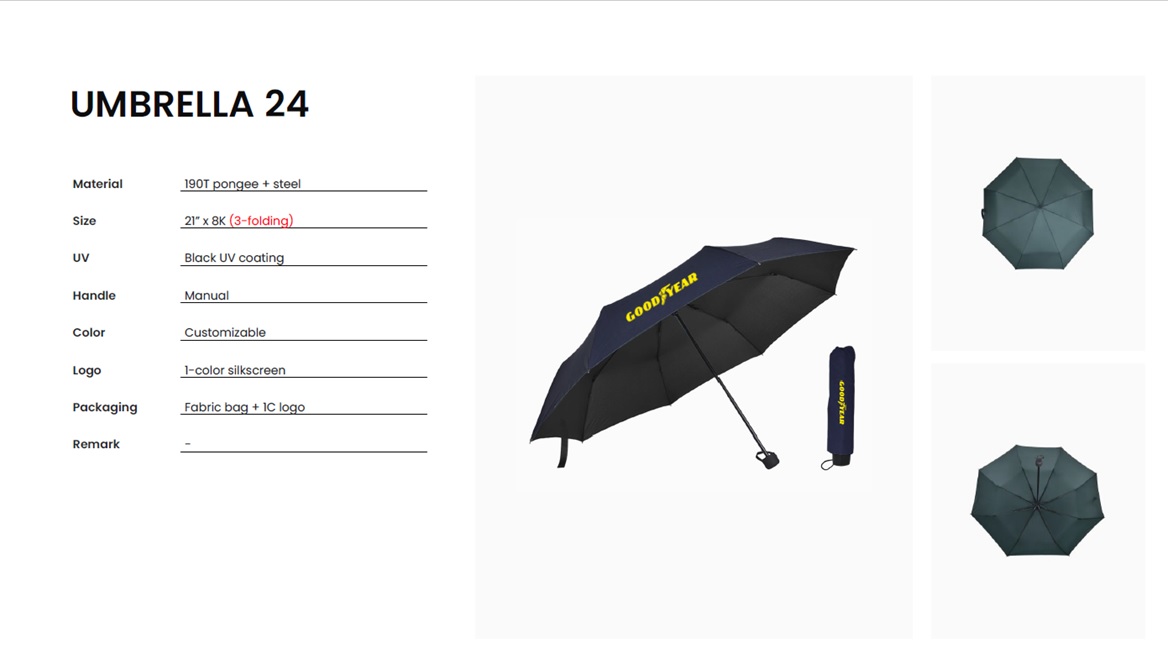 UMBRELLA 24
Material 190T pongee + steel
Size 21” x 8K (3-folding)
UV Black UV coating
Handle Manual
Color Customizable
Logo 1-color silkscreen
Packaging Fabric bag + 1C logo
Remark -
GOODYEAR
GOODYEAR